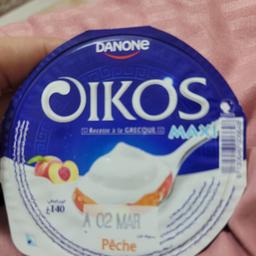 DANONE
OIKOS
Recette à la GRECQUE
MAXI
140 غ
A 02 MAR
Pêche